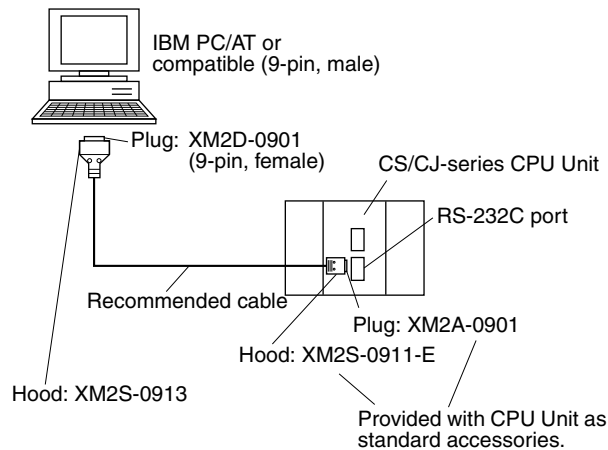 IBM PC/AT or
compatible (9-pin, male)
Plug: XM2D-0901
(9-pin, female)
CS/CJ-series CPU Unit
RS-232C port
Recommended cable
Plug: XM2A-0901
Hood: XM2S-0911-E
Hood: XM2S-0913
Provided with CPU Unit as
standard accessories.